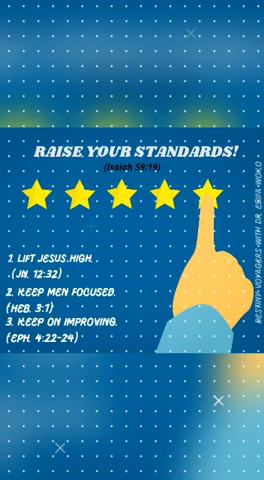 RAISE YOUR STANDARDS!
(Isaiah 59:19)
1. LIFT JESUS HIGH.
(JN. 12:32)
2. KEEP MEN FOCUSED.
(HEB. 3:1)
3. KEEP ON IMPROVING.
(EPH. 4:22-24)
DESTINY VOYAGERS WITH DR. EBIFA WOKO